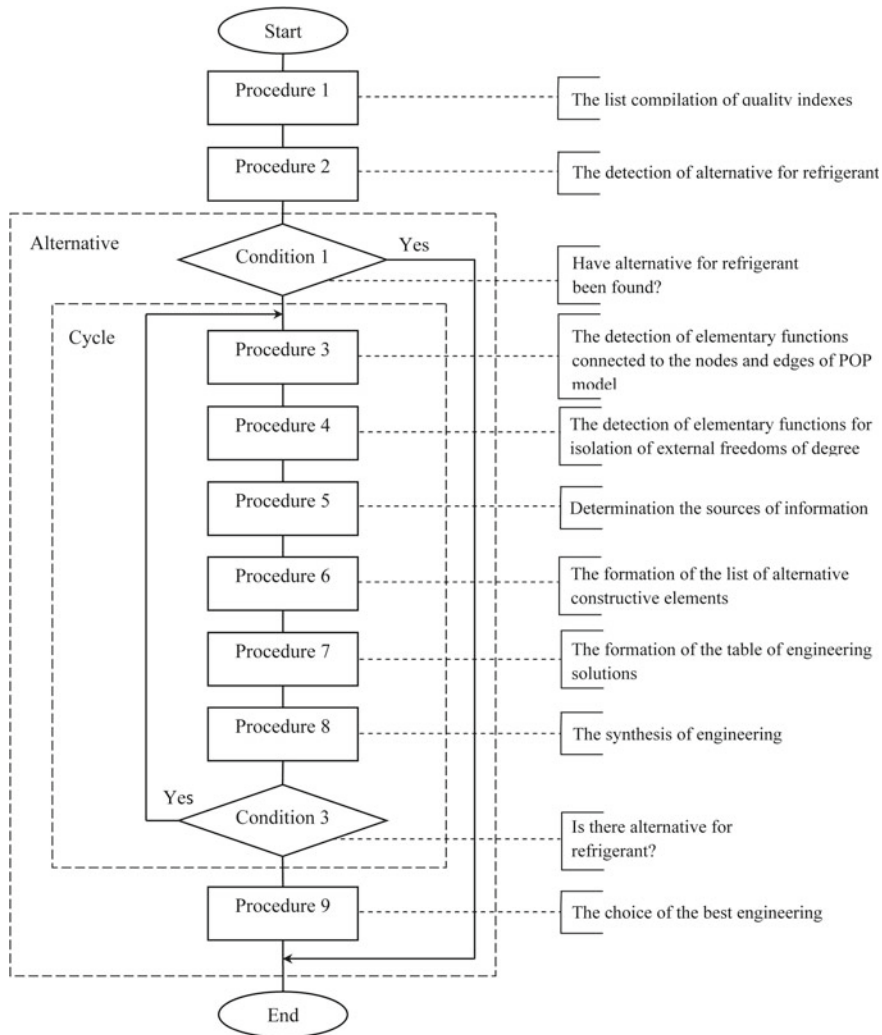 Start
Procedure 1
The list compilation of quality indexes
Procedure 2
The detection of alternative for refrigerant
Alternative
Condition 1
Yes
Have alternative for refrigerant
been found?
Cycle
Procedure 3
The detection of elementary functions
connected to the nodes and edges of POP
model
Procedure 4
The detection of elementary functions for
isolation of external freedoms of degree
Procedure 5
Determination the sources of information
Procedure 6
The formation of the list of alternative
constructive elements
Procedure 7
The formation of the table of engineering
solutions
Procedure 8
The synthesis of engineering
Yes
Condition 3
Is there alternative for
refrigerant?
Procedure 9
The choice of the best engineering
End